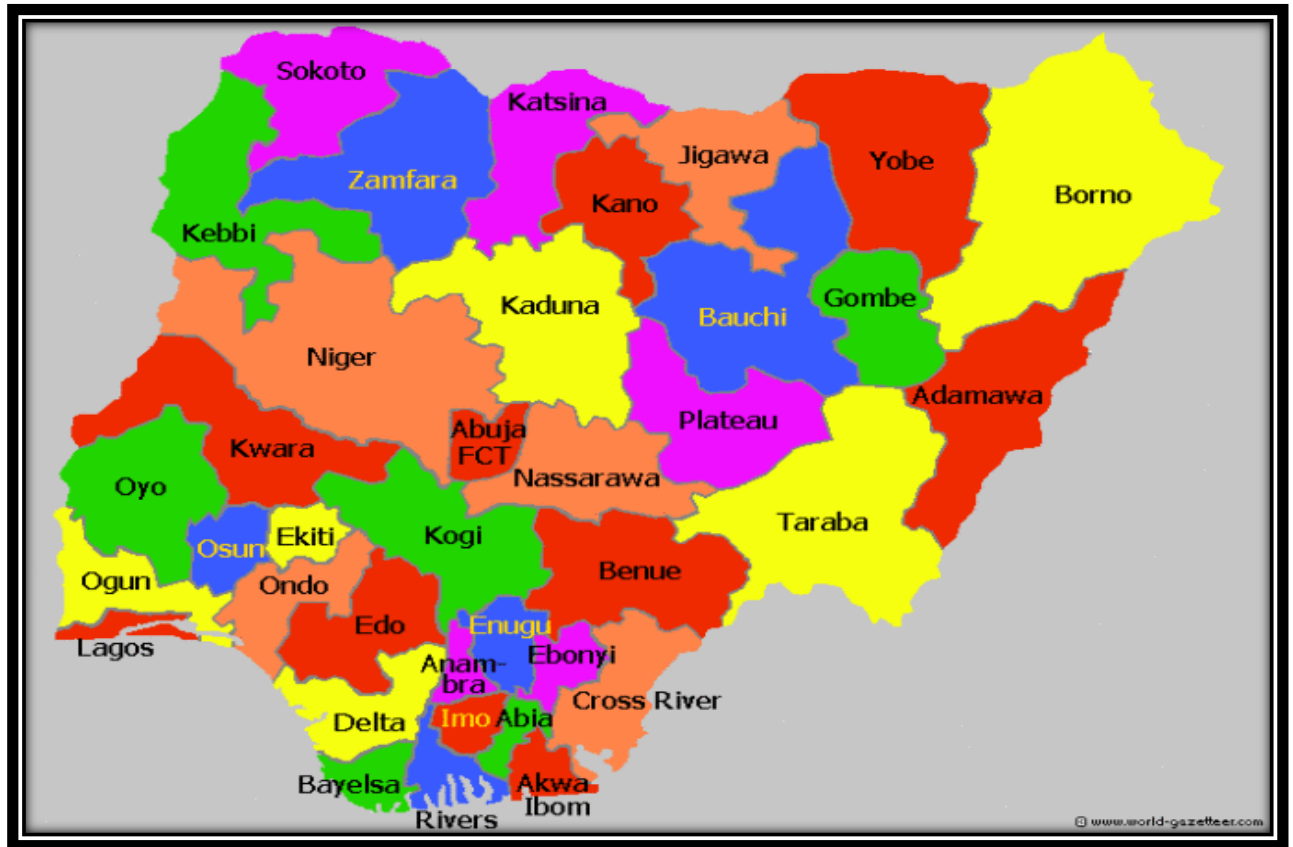 Sokoto
Katsina
Zamfara
Jigawa
Yobe
Kano
Borno
Kebbi
Kaduna
Gombe
Bauchi
Niger
Adamawa
Plateau
Abuja
FCT
Kwara
Nassarawa
Oyo
Taraba
Osun
Ekiti
Kogi
Benue
Ogun
Ondo
Edo
Enugu
Lagos
Ebonyi
Anam-
bra
Cross River
Delta
Imo
Abia
Bayelsa
Akwa
Ibom
Rivers
© www.world-gazetteer.com